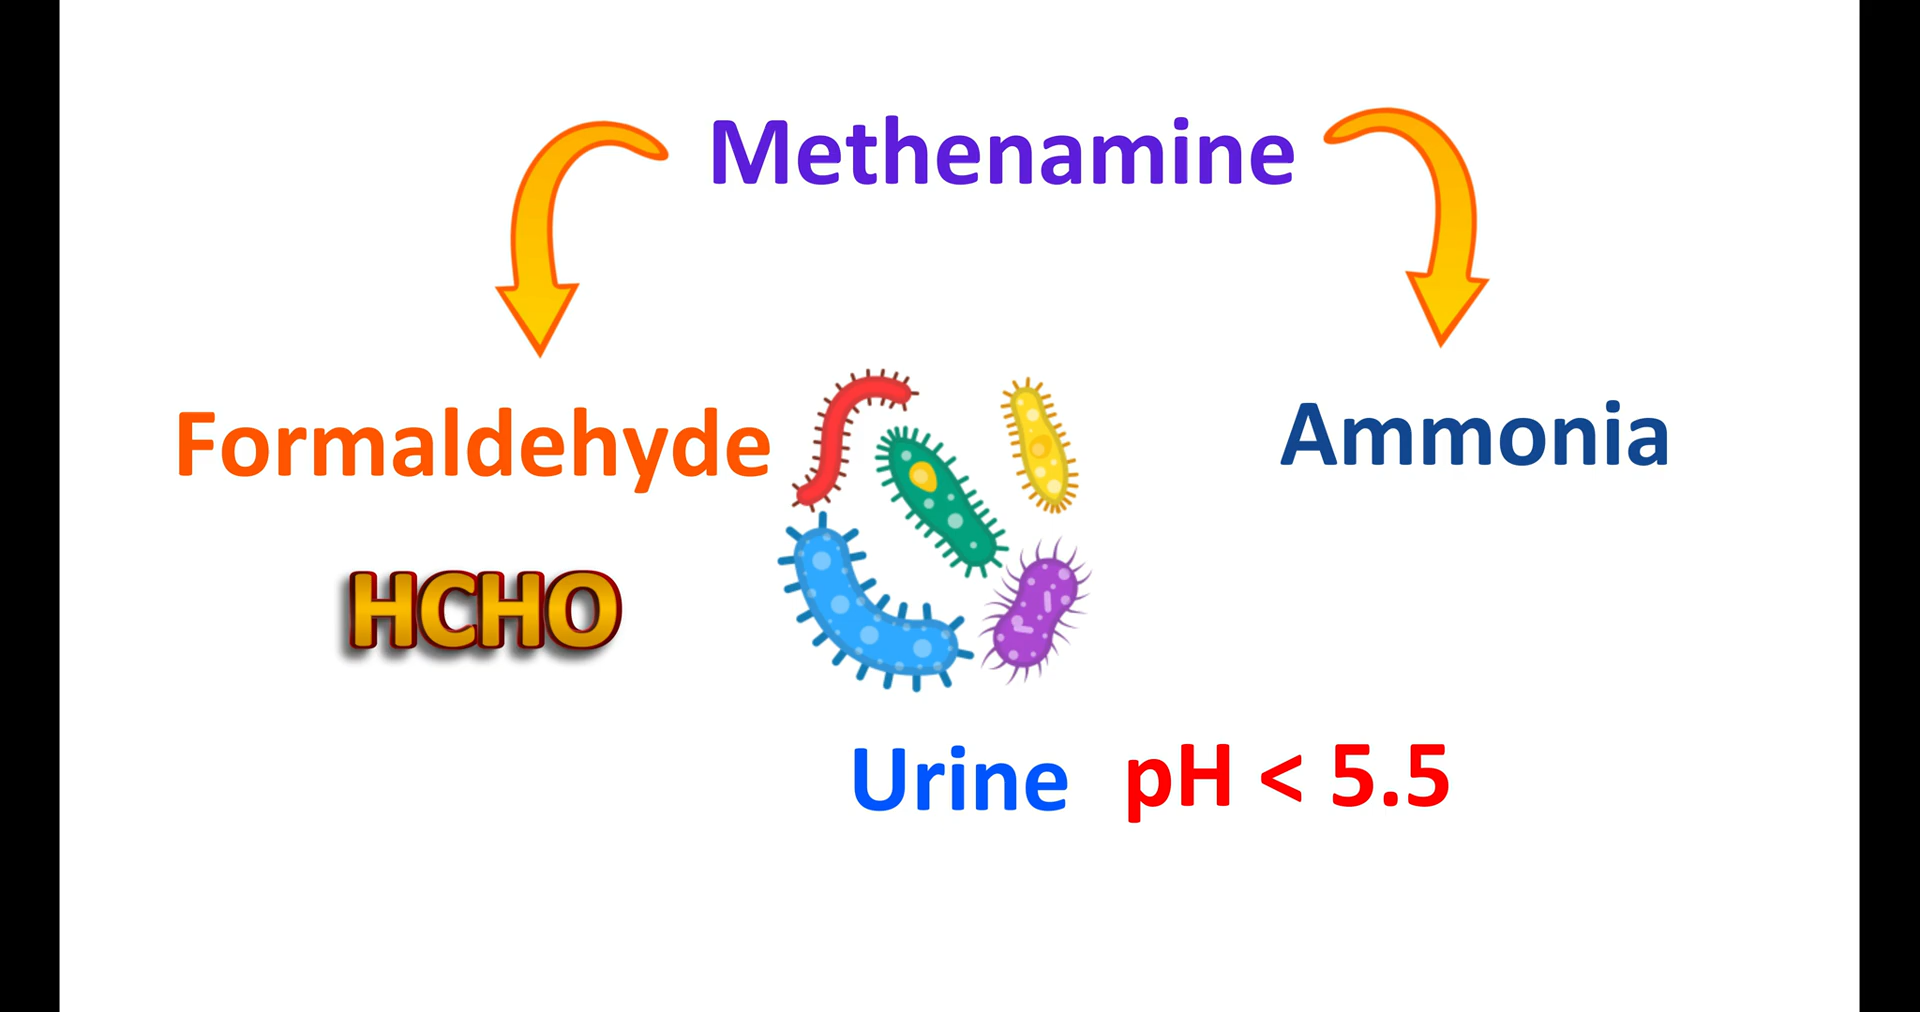 Methenamine
Formaldehyde
Ammonia
HCHO
Urine pH < 5.5